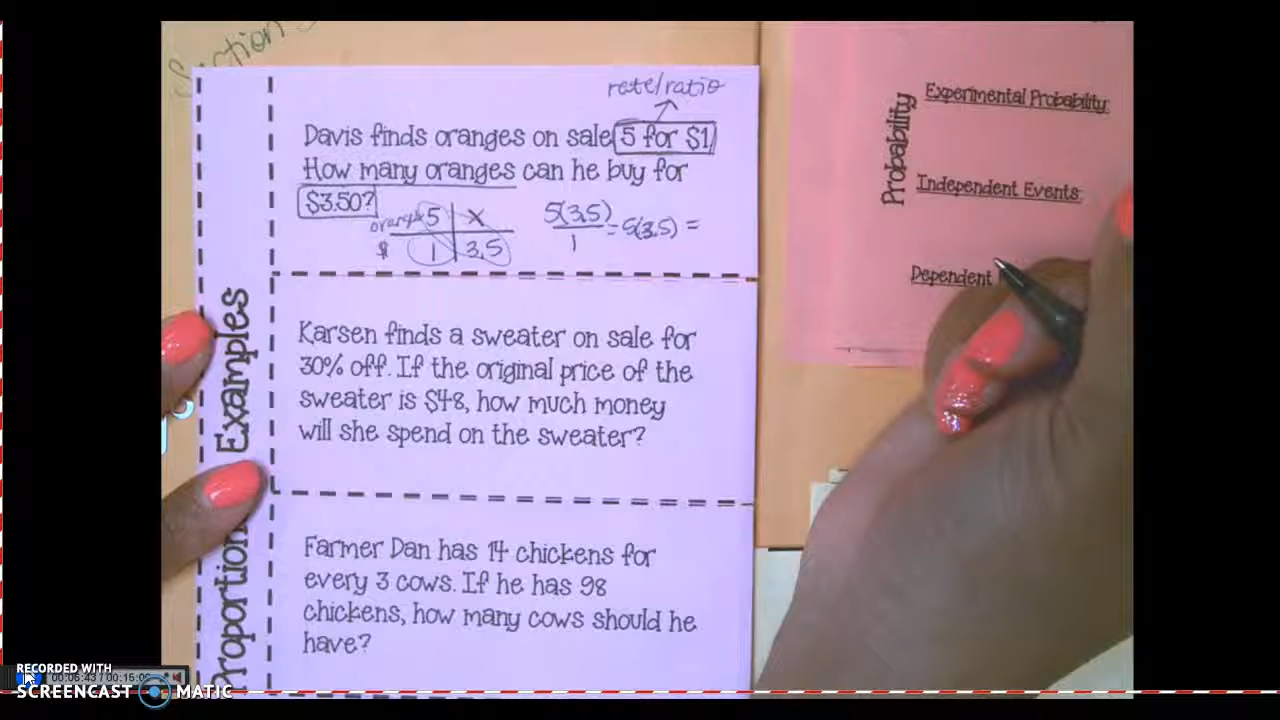 rete/ratio
Davis finds oranges on sale 5 for $1.
How many oranges can he buy for
$3.50?
oranges 5 X
$ 1 3.5
5(3.5)
1
= 5(3.5) =
Karsen finds a sweater on sale for
30% off. If the original price of the
sweater is $48, how much money
will she spend on the sweater?
Farmer Dan has 14 chickens for
every 3 cows. If he has 98
chickens, how many cows should he
have?
Proportion Examples
Probability
Experimental Probability:
Independent Events:
Dependent
RECORDED WITH
SCREENCAST MATIC